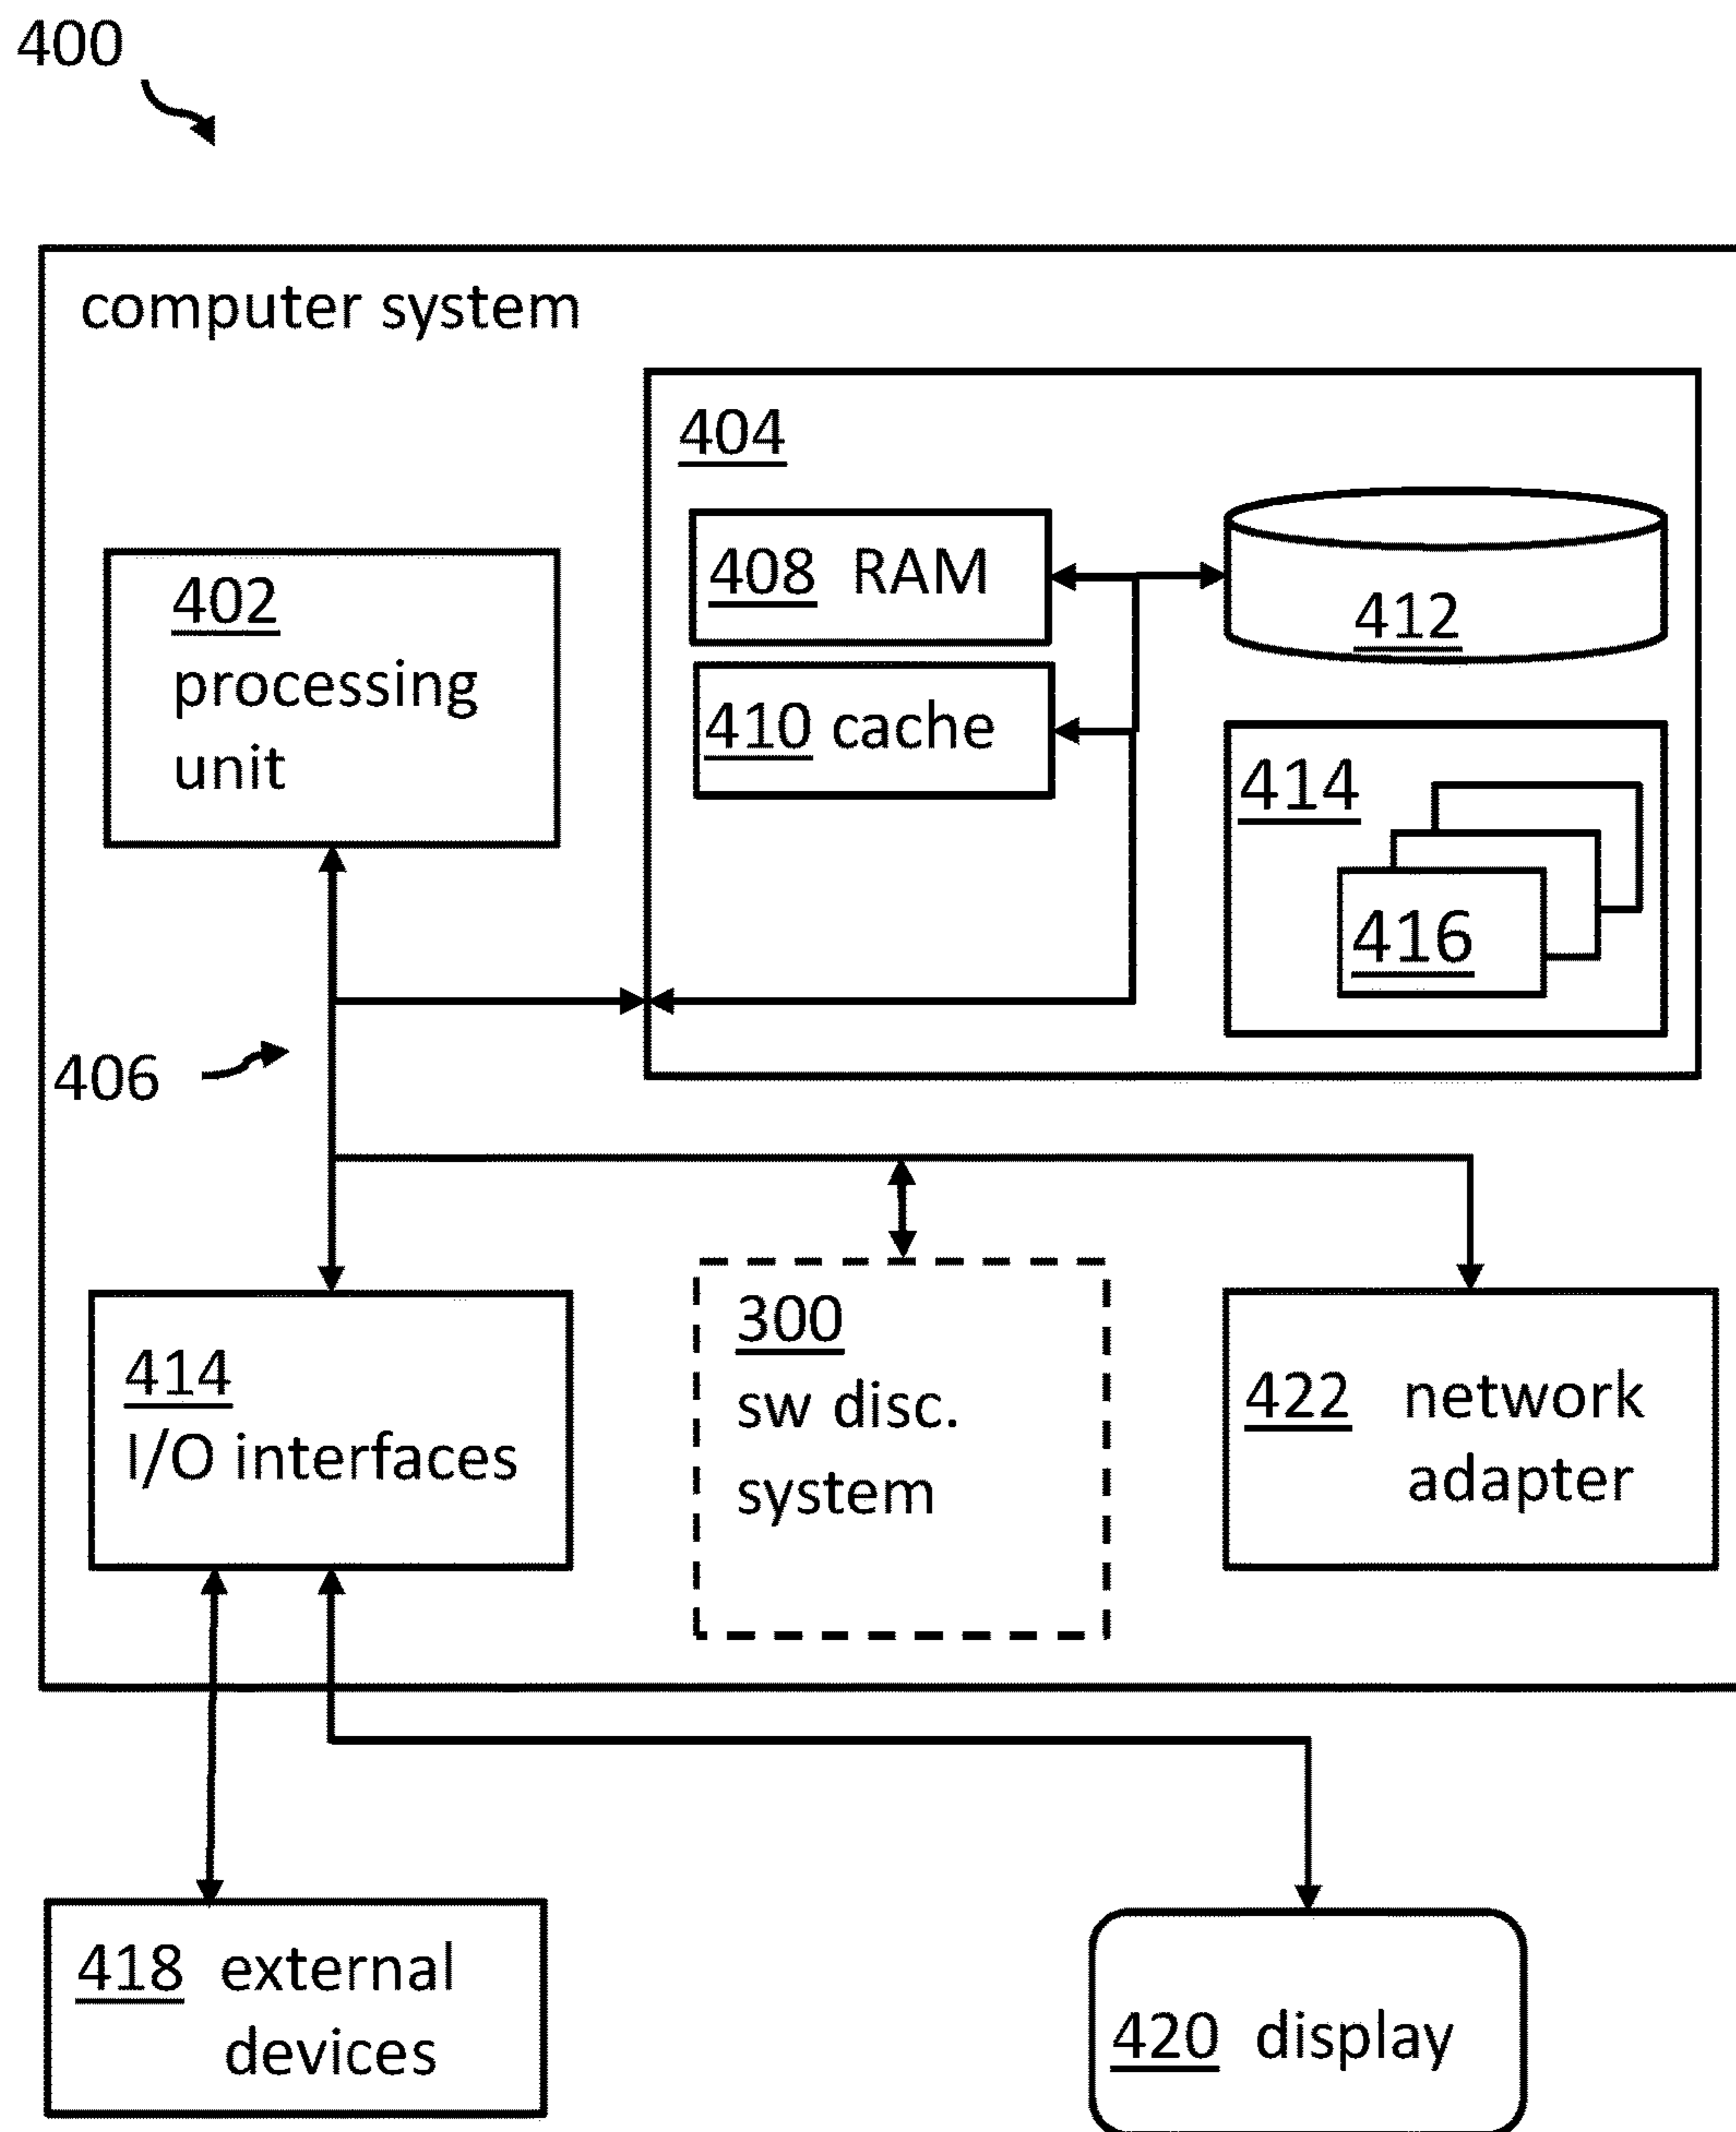 400
computer system
404
408 RAM
412
402
processing
unit
410 cache
414
416
406
414
I/O interfaces
300
sw disc.
system
422 network
adapter
418 external
devices
420 display